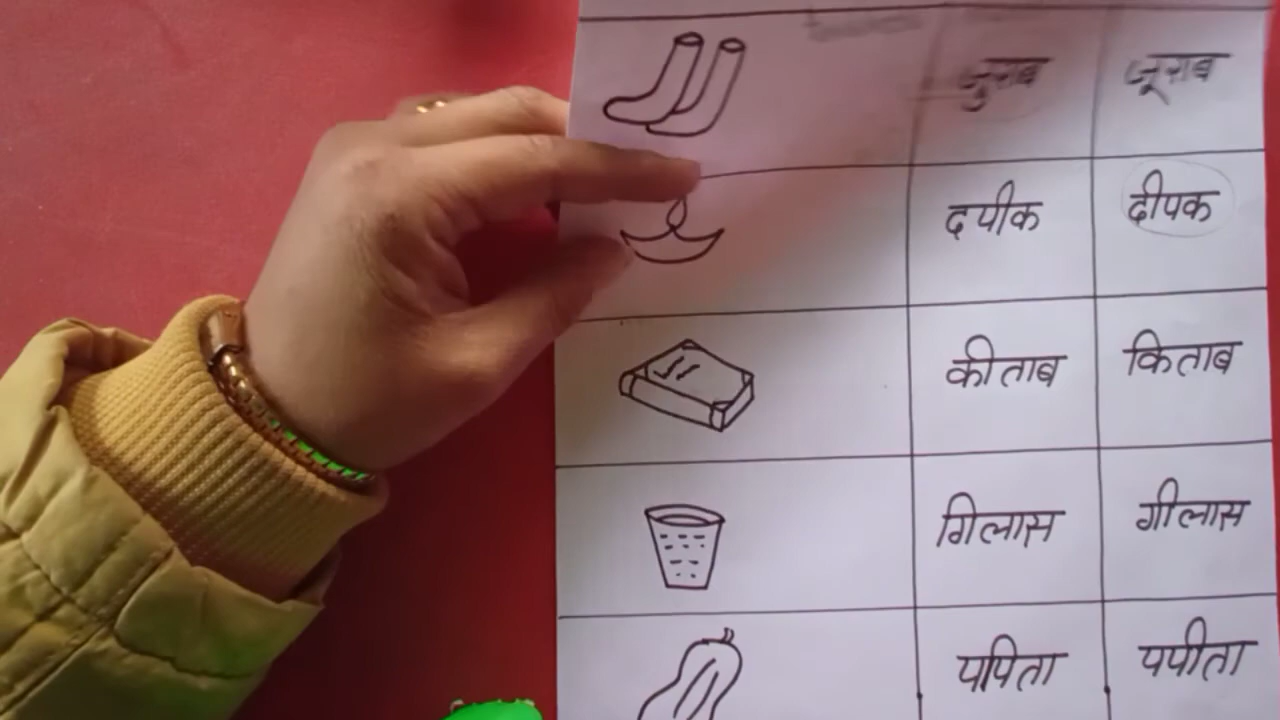 जुराब जूराब
दपीक दीपक
कीताब किताब
गिलास गीलास
पपिता पपीता